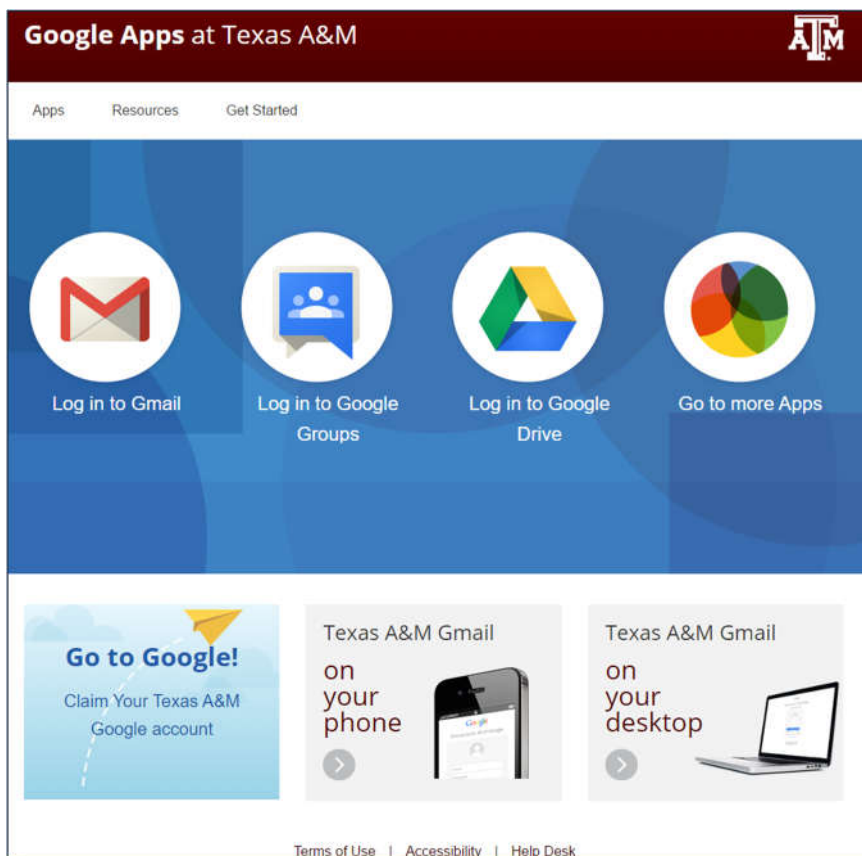 Google Apps at Texas A&M
ATM
Apps Resources Get Started
Log in to Gmail
Log in to Google
Groups
Log in to Google
Drive
Go to more Apps
Go to Google!
Claim Your Texas A&M
Google account
Texas A&M Gmail
on
your
phone
Google
Texas A&M Gmail
on
your
desktop
Terms of Use | Accessibility | Help Desk